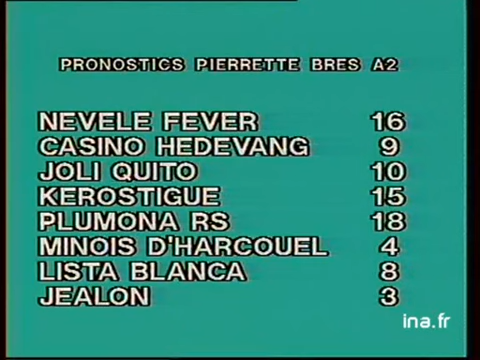 PRONOSTICS PIERRETTE BRES A2
NEVELE FEVER 16
CASINO HEDEVANG 9
JOLI QUITO 10
KEROSTIGUE 15
PLUMONA RS 18
MINOIS D'HARCOUEL 4
LISTA BLANCA 8
JEALON 3
ina.fr